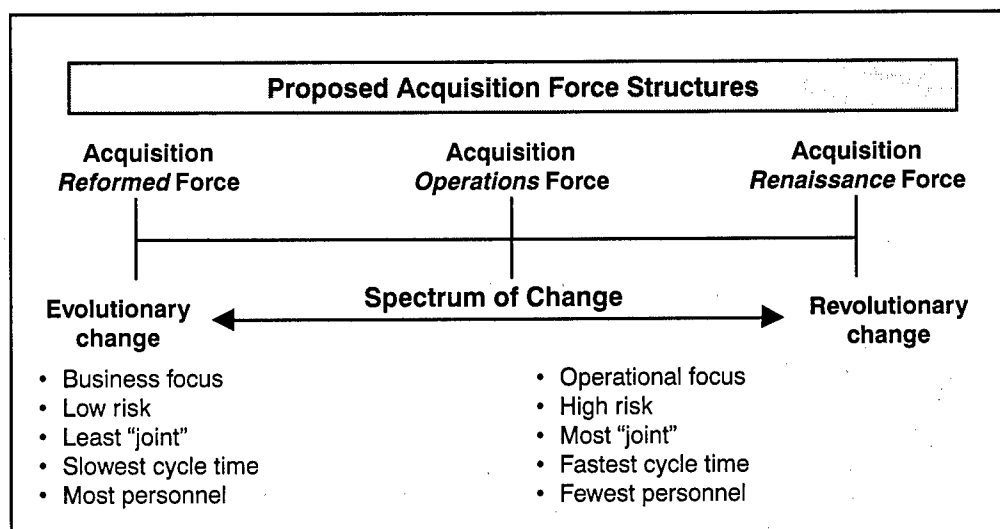 Proposed Acquisition Force Structures
Acquisition
Reformed Force
Acquisition
Operations Force
Acquisition
Renaissance Force
Spectrum of Change
Evolutionary
change
Revolutionary
change
• Business focus
• Low risk
• Least “joint”
• Slowest cycle time
• Most personnel
• Operational focus
• High risk
• Most “joint”
• Fastest cycle time
• Fewest personnel